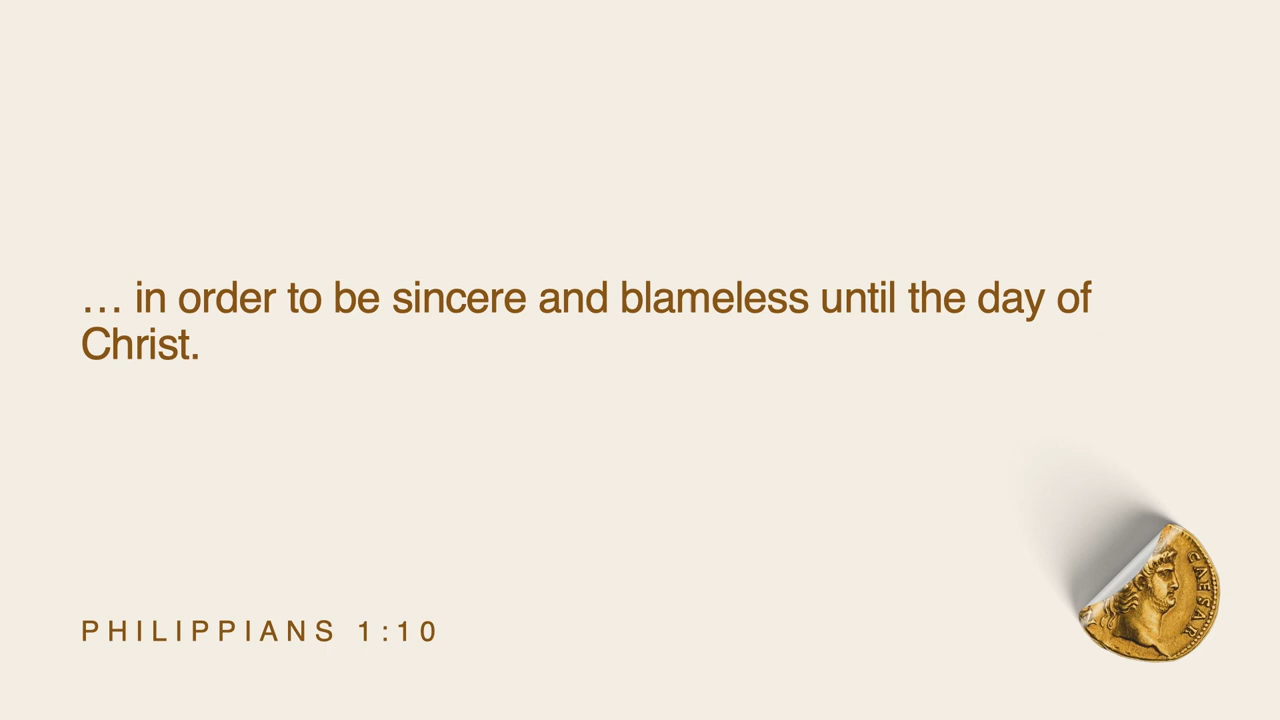 … in order to be sincere and blameless until the day of
Christ.
PHILIPPIANS 1:10
CAESAR